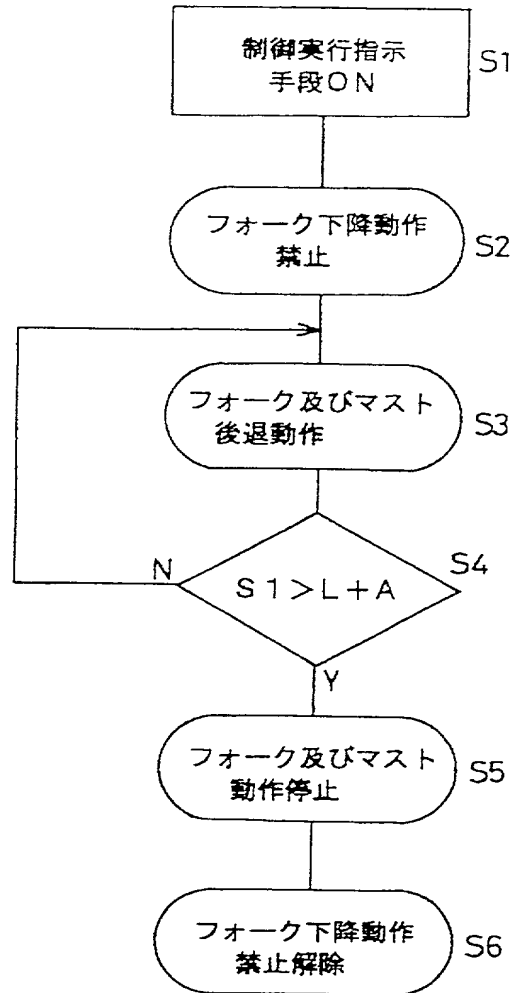 制御実行指示
手段ON
S1
フォーク下降動作
禁止
S2
フォーク及びマスト
後退動作
S3
N
S1>L+A
S4
Y
フォーク及びマスト
動作停止
S5
フォーク下降動作
禁止解除
S6